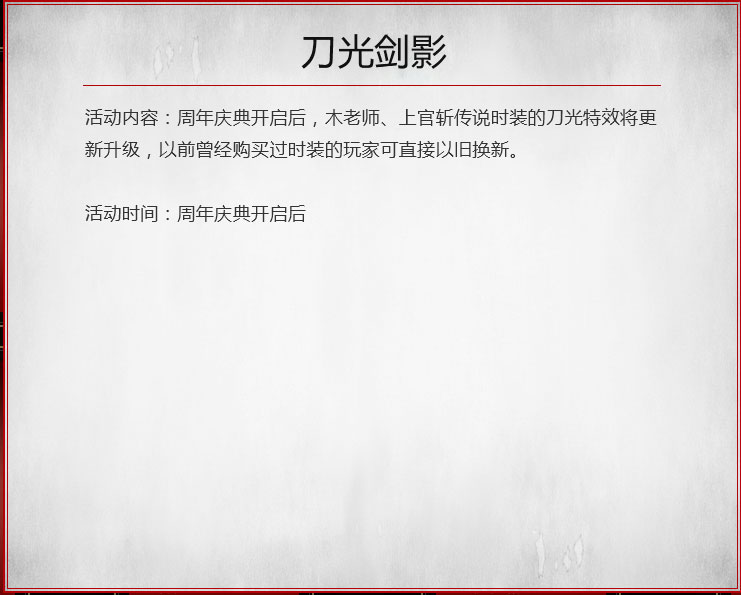 刀光剑影
活动内容：周年庆典开启后，木老师、上官斩传说时装的刀光特效将更
新升级，以前曾经购买过时装的玩家可直接以旧换新。
活动时间：周年庆典开启后